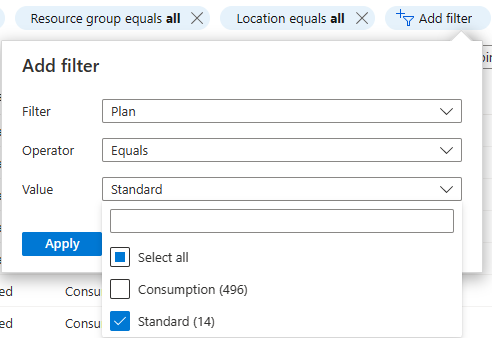 Resource group equals all
Location equals all
Add filter
Add filter
Filter
Plan
Operator
Equals
Value
Standard
Apply
Select all
Consumption (496)
ed
Consu
Standard (14)
ed
Consu